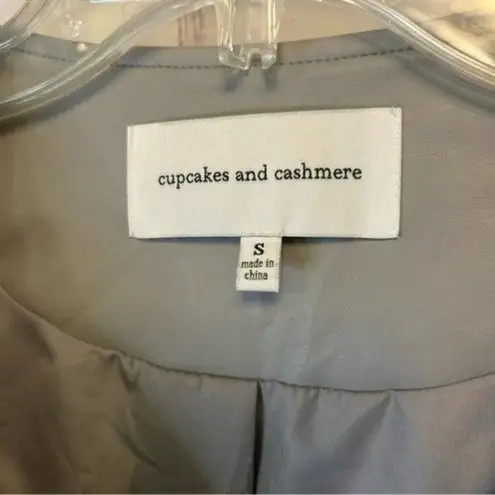 cupcakes and cashmere
S
made in
china